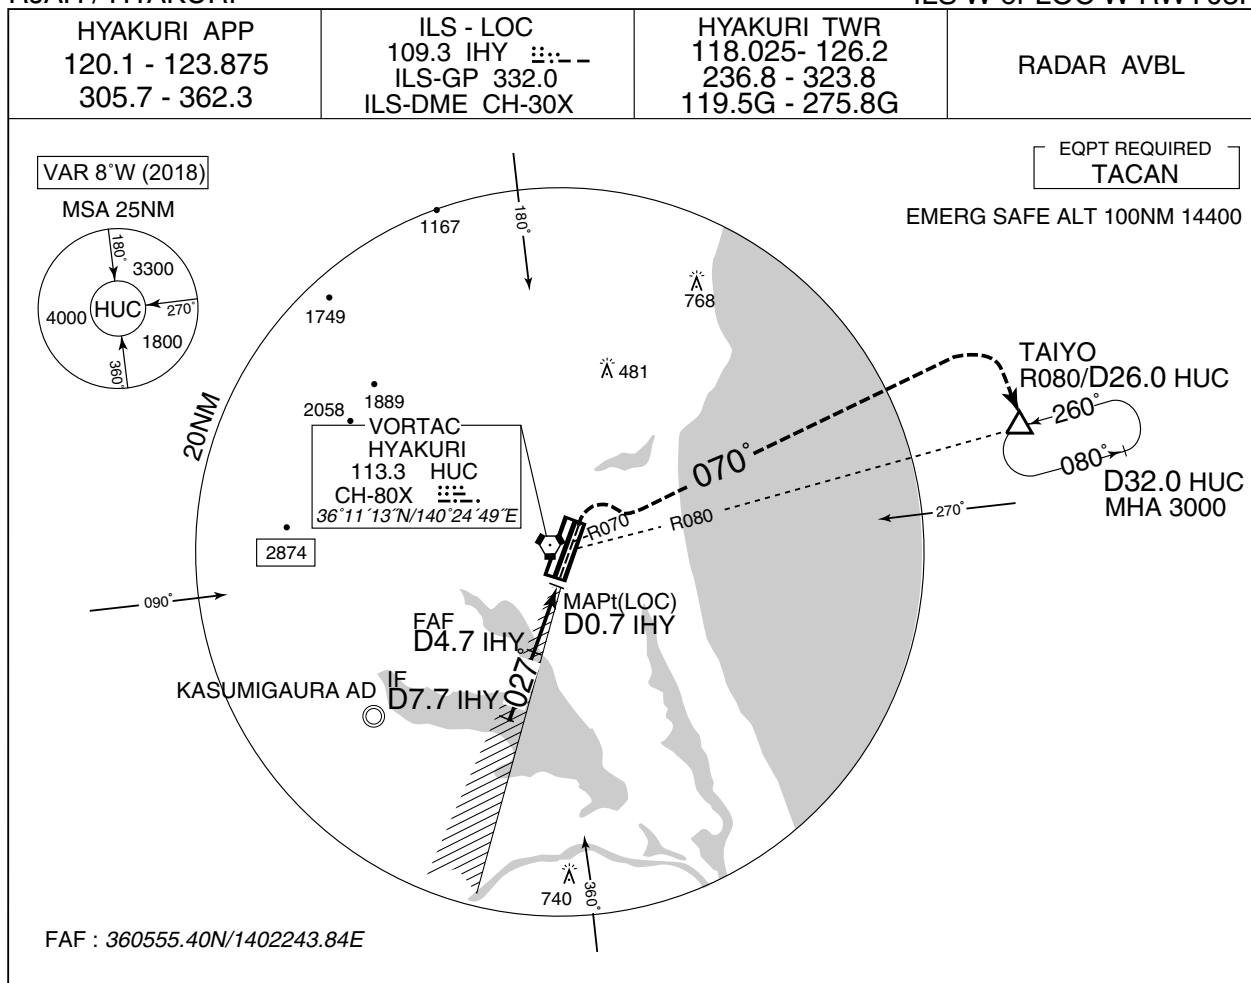 HYAKURI APP
120.1 - 123.875
305.7 - 362.3
ILS - LOC
109.3 IHY
ILS-GP 332.0
ILS-DME CH-30X
HYAKURI TWR
118.025- 126.2
236.8 - 323.8
119.5G - 275.8G
RADAR AVBL
VAR 8°W (2018)
MSA 25NM
180°
3300
4000
HUC
270°
1800
360°
EQPT REQUIRED
TACAN
EMERG SAFE ALT 100NM 14400
180°
1167
1749
768
481
1889
2058
20NM
VORTAC
HYAKURI
113.3 HUC
CH-80X
36°11´13˝N/140°24´49˝E
2874
TAIYO
R080/D26.0 HUC
260°
080°
D32.0 HUC
MHA 3000
070°
R070
R080
270°
090°
MAPt(LOC)
D0.7 IHY
FAF
D4.7 IHY
027°
KASUMIGAURA AD
IF
D7.7 IHY
740
360°
FAF : 360555.40N/1402243.84E